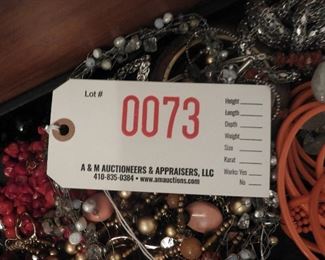 Lot #
0073
Height
Length
Depth
Weight
Size
Karat
Works: Yes
No
A & M AUCTIONEERS & APPRAISERS, LLC
410-835-0384 • www.amauctions.com